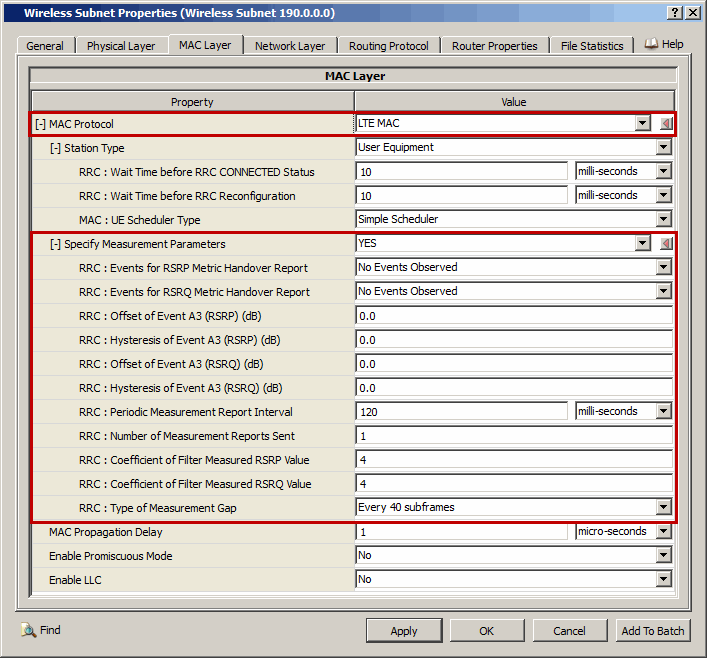 Wireless Subnet Properties (Wireless Subnet 190.0.0.0)
General Physical Layer MAC Layer Network Layer Routing Protocol Router Properties File Statistics Help
MAC Layer
Property Value
[-] MAC Protocol LTE MAC
[-] Station Type User Equipment
RRC : Wait Time before RRC CONNECTED Status 10 milli-seconds
RRC : Wait Time before RRC Reconfiguration 10 milli-seconds
MAC : UE Scheduler Type Simple Scheduler
[-] Specify Measurement Parameters YES
RRC : Events for RSRP Metric Handover Report No Events Observed
RRC : Events for RSRQ Metric Handover Report No Events Observed
RRC : Offset of Event A3 (RSRP) (dB) 0.0
RRC : Hysteresis of Event A3 (RSRP) (dB) 0.0
RRC : Offset of Event A3 (RSRQ) (dB) 0.0
RRC : Hysteresis of Event A3 (RSRQ) (dB) 0.0
RRC : Periodic Measurement Report Interval 120 milli-seconds
RRC : Number of Measurement Reports Sent 1
RRC : Coefficient of Filter Measured RSRP Value 4
RRC : Coefficient of Filter Measured RSRQ Value 4
RRC : Type of Measurement Gap Every 40 subframes
MAC Propagation Delay 1 micro-seconds
Enable Promiscuous Mode No
Enable LLC No
Find Apply OK Cancel Add To Batch